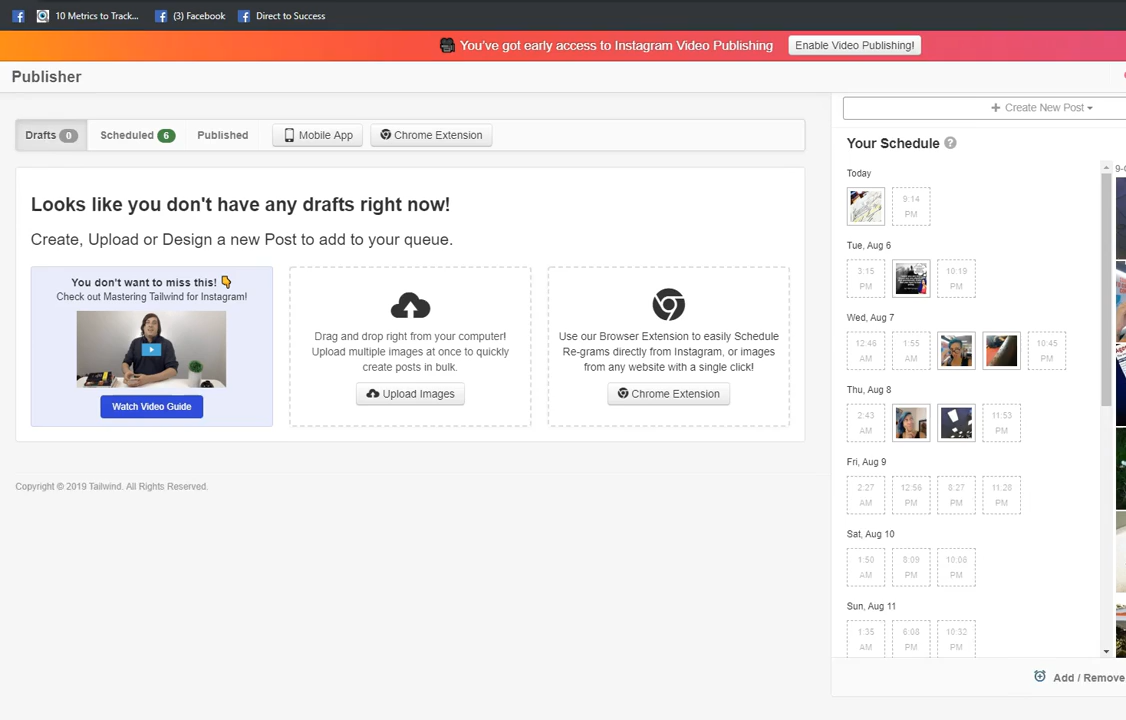 10 Metrics to Track...
(3) Facebook
Direct to Success
You've got early access to Instagram Video Publishing
Enable Video Publishing!
Publisher
Drafts 0
Scheduled 6
Published
Mobile App
Chrome Extension
Looks like you don't have any drafts right now!
Create, Upload or Design a new Post to add to your queue.
You don't want to miss this!
Check out Mastering Tailwind for Instagram!
Watch Video Guide
Drag and drop right from your computer!
Upload multiple images at once to quickly
create posts in bulk.
Upload Images
Use our Browser Extension to easily Schedule
Re-grams directly from Instagram, or images
from any website with a single click!
Chrome Extension
Copyright © 2019 Tailwind. All Rights Reserved.
Create New Post
Your Schedule ?
Today
9:14 PM
Tue, Aug 6
3:15 PM
10:19 PM
Wed, Aug 7
12:46 AM
1:55 AM
10:45 PM
Thu, Aug 8
2:43 AM
11:53 PM
Fri, Aug 9
2:27 AM
12:56 PM
8:27 PM
11:28 PM
Sat, Aug 10
1:50 AM
8:09 PM
10:06 PM
Sun, Aug 11
1:35 AM
6:08 PM
10:32 PM
Add / Remove